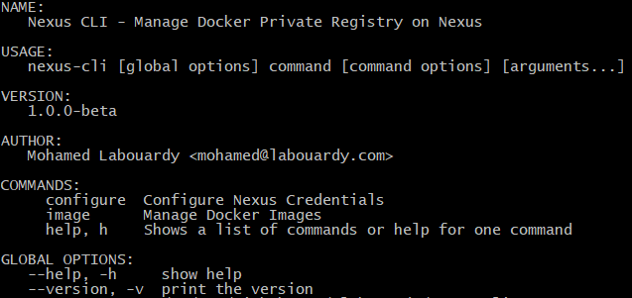 NAME:
Nexus CLI - Manage Docker Private Registry on Nexus
USAGE:
nexus-cli [global options] command [command options] [arguments...]
VERSION:
1.0.0-beta
AUTHOR:
Mohamed Labouardy <mohamed@labouardy.com>
COMMANDS:
configure  Configure Nexus Credentials
image      Manage Docker Images
help, h    Shows a list of commands or help for one command
GLOBAL OPTIONS:
--help, -h     show help
--version, -v  print the version